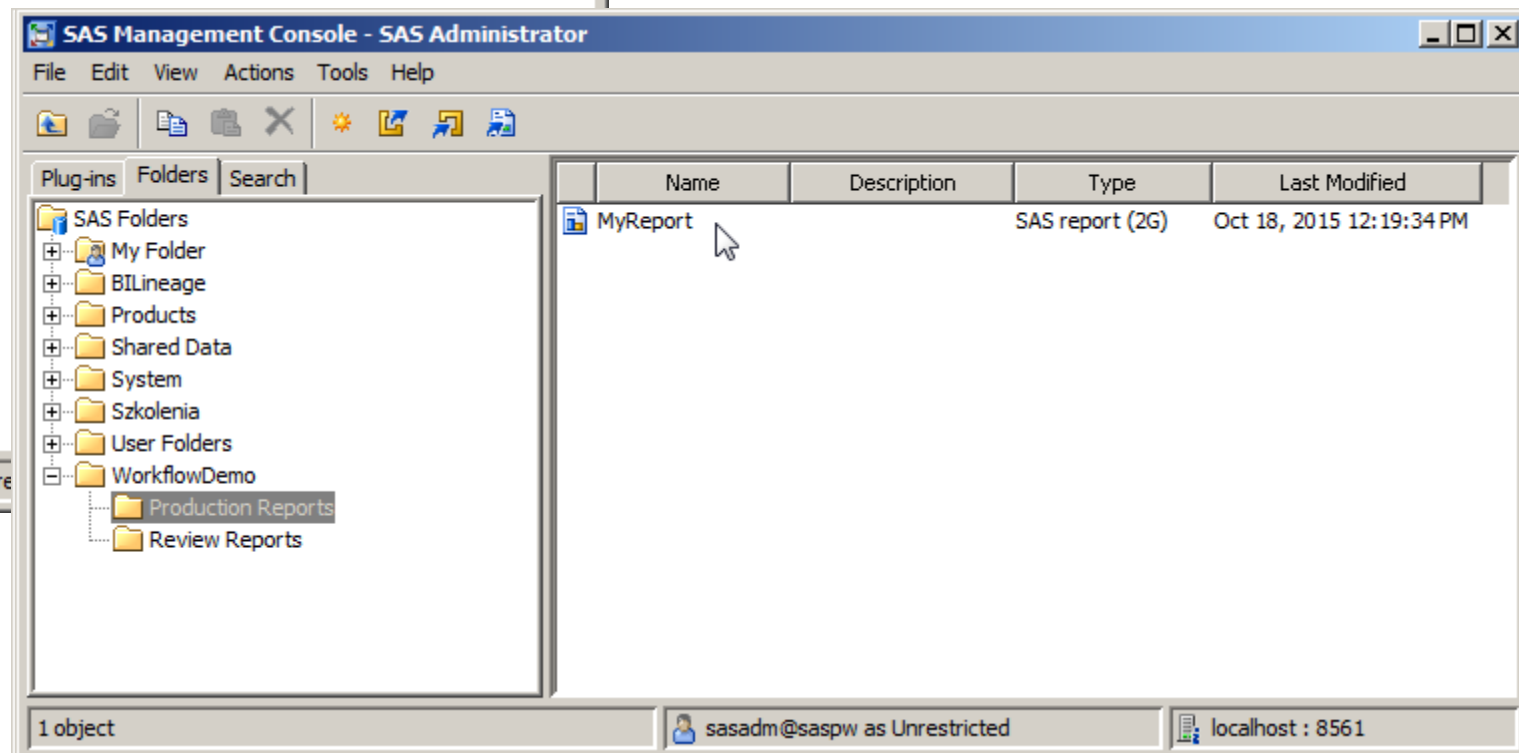 SAS Management Console - SAS Administrator
File Edit View Actions Tools Help
Plug-ins Folders Search
Name Description Type Last Modified
SAS Folders
MyReport SAS report (2G) Oct 18, 2015 12:19:34 PM
My Folder
BILineage
Products
Shared Data
System
Szkolenia
User Folders
WorkflowDemo
Production Reports
Review Reports
1 object sasadm@saspw as Unrestricted localhost : 8561